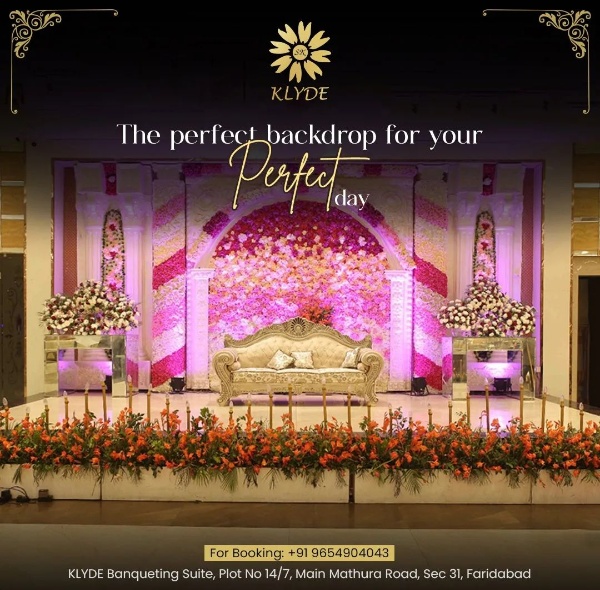 SK
KLYDE
The perfect backdrop for your
Perfect
day
For Booking: +91 9654904043
KLYDE Banqueting Suite, Plot No 14/7, Main Mathura Road, Sec 31, Faridabad